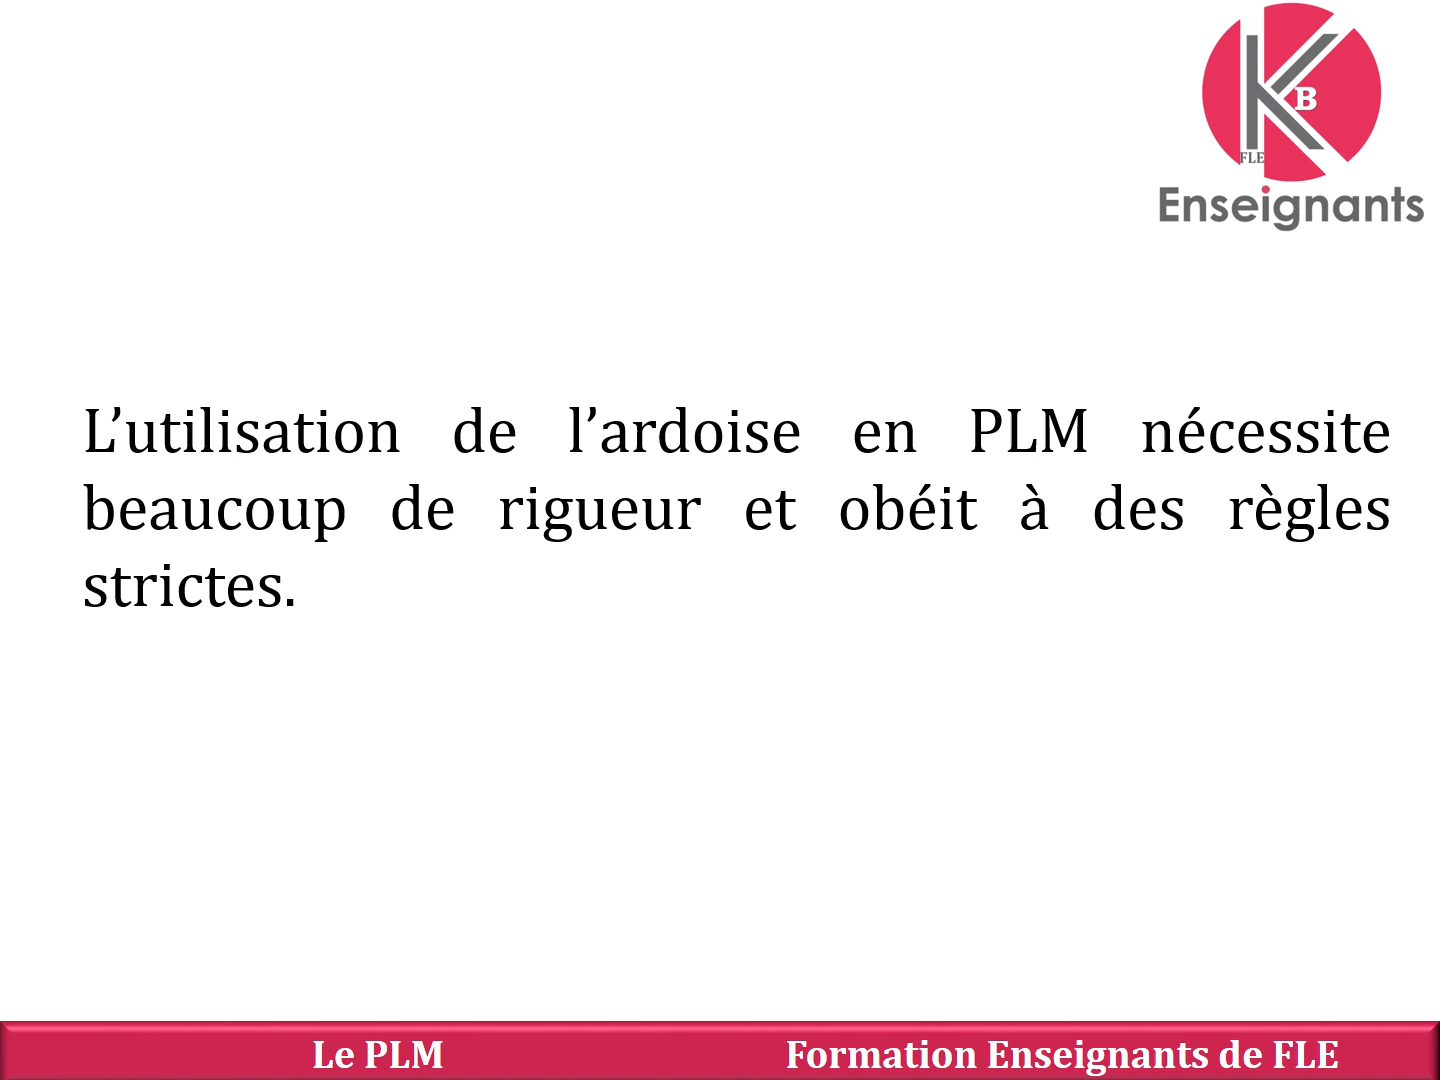 K B
FLE
Enseignants
L’utilisation de l’ardoise en PLM nécessite
beaucoup de rigueur et obéit à des règles
strictes.
Le PLM
Formation Enseignants de FLE